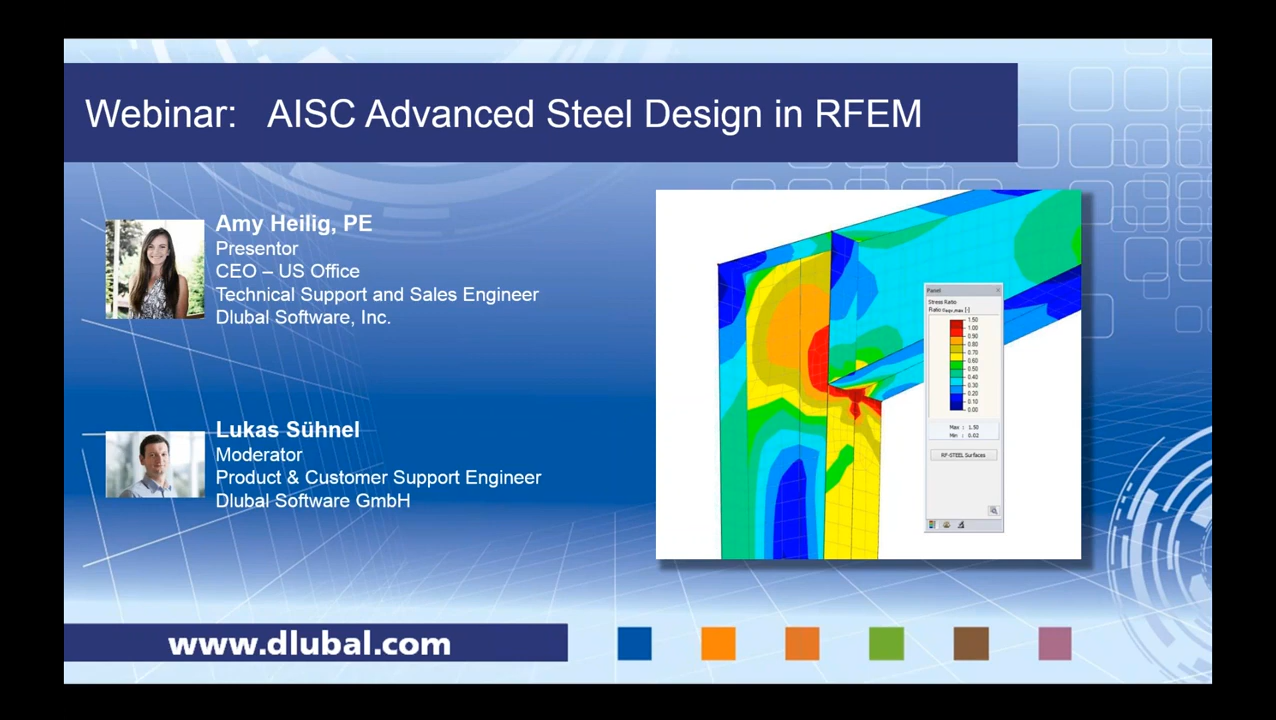 Webinar:   AISC Advanced Steel Design in RFEM
Amy Heilig, PE
Presentor
CEO – US Office
Technical Support and Sales Engineer
Dlubal Software, Inc.
Lukas Sühnel
Moderator
Product & Customer Support Engineer
Dlubal Software GmbH
Panel
Stress Ratio
Ratio
[-]
1.50
1.00
0.90
0.80
0.70
0.60
0.50
0.40
0.30
0.20
0.10
0.00
Max : 1.50
Min : 0.02
RF-STEEL Surfaces
www.dlubal.com